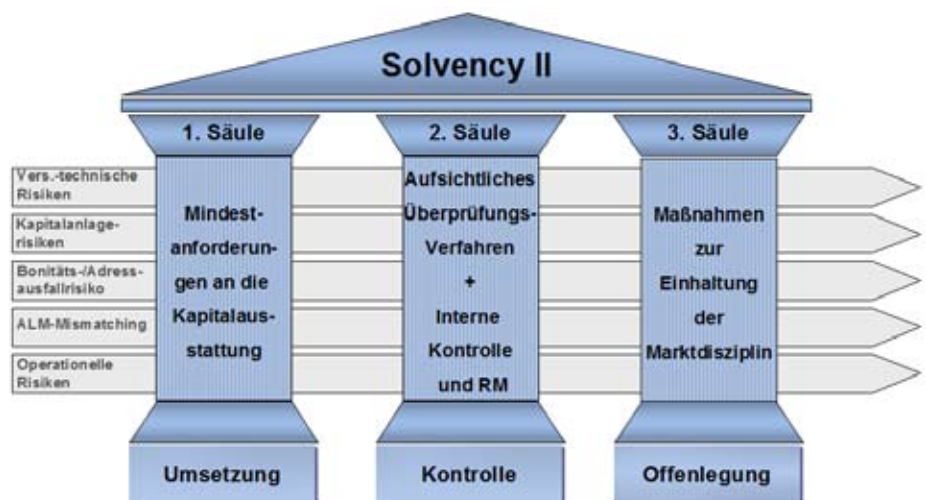 Solvency II
1. Säule
2. Säule
3. Säule
Vers.-technische
Risiken
Kapitalanlage-
risiken
Bonitäts-/Adress-
ausfallrisiko
ALM-Mismatching
Operationelle
Risiken
Mindest-
anforderun-
gen an die
Kapitalaus-
stattung
Aufsichtliches
Überprüfungs-
Verfahren
+
Interne
Kontrolle
und RM
Maßnahmen
zur
Einhaltung
der
Marktdisziplin
Umsetzung
Kontrolle
Offenlegung